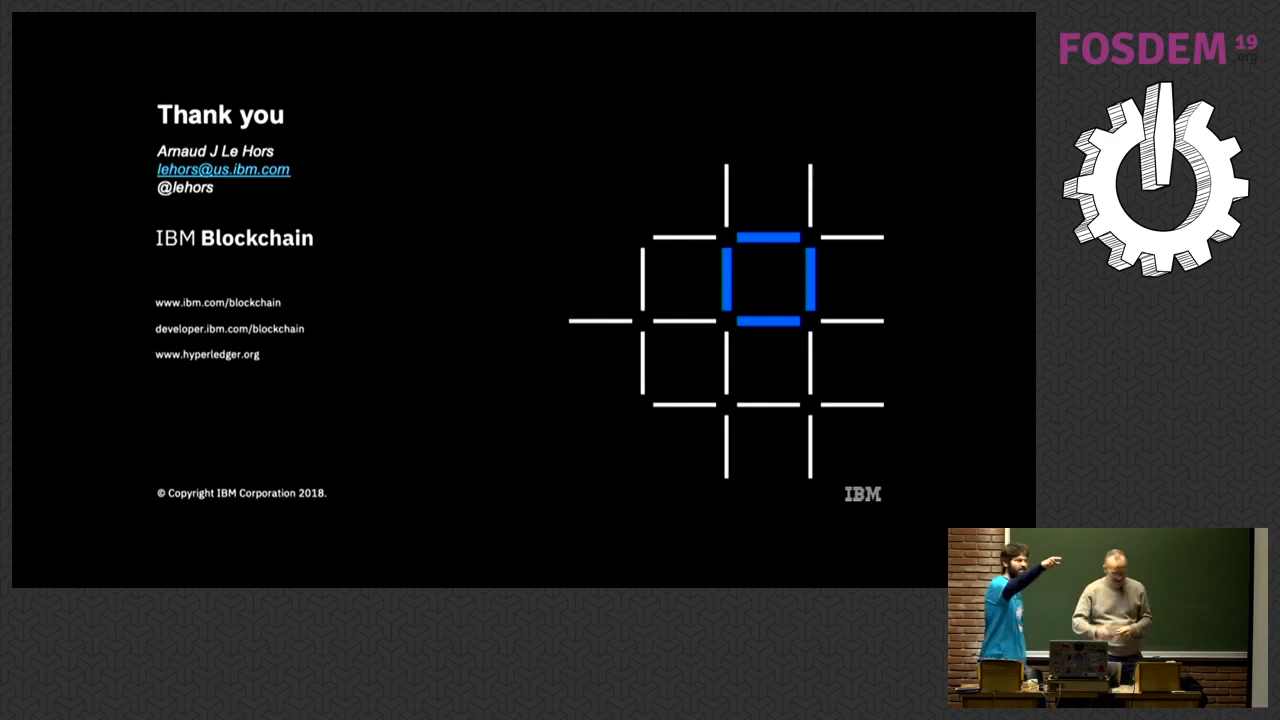 Thank you
Arnaud J Le Hors
lehors@us.ibm.com
@lehors
IBM Blockchain
www.ibm.com/blockchain
developer.ibm.com/blockchain
www.hyperledger.org
© Copyright IBM Corporation 2018.
IBM
FOSDEM 19
.org